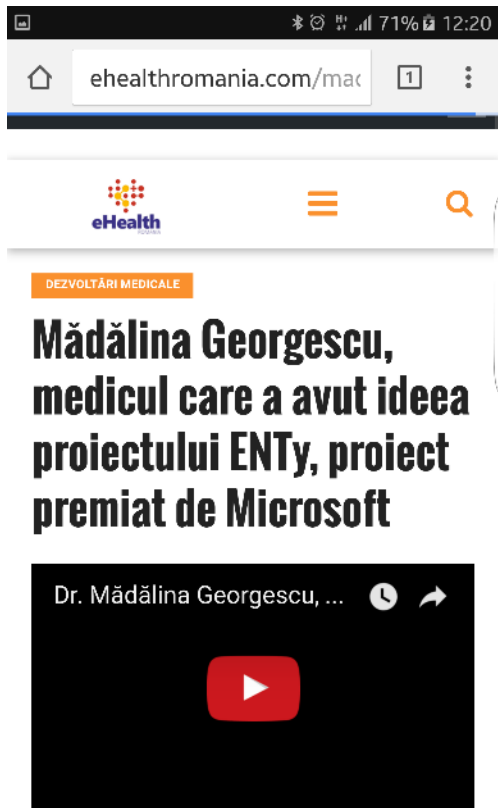 71% 12:20
ehealthromania.com/mac
1
eHealth
DEZVOLTĂRI MEDICALE
Mădălina Georgescu,
medicul care a avut ideea
proiectului ENTy, proiect
premiat de Microsoft
Dr. Mădălina Georgescu, ...